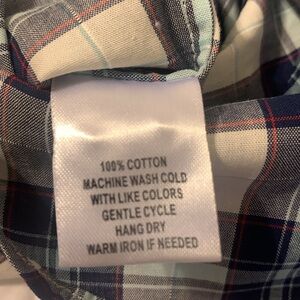 100% COTTON
MACHINE WASH COLD
WITH LIKE COLORS
GENTLE CYCLE
HANG DRY
WARM IRON IF NEEDED